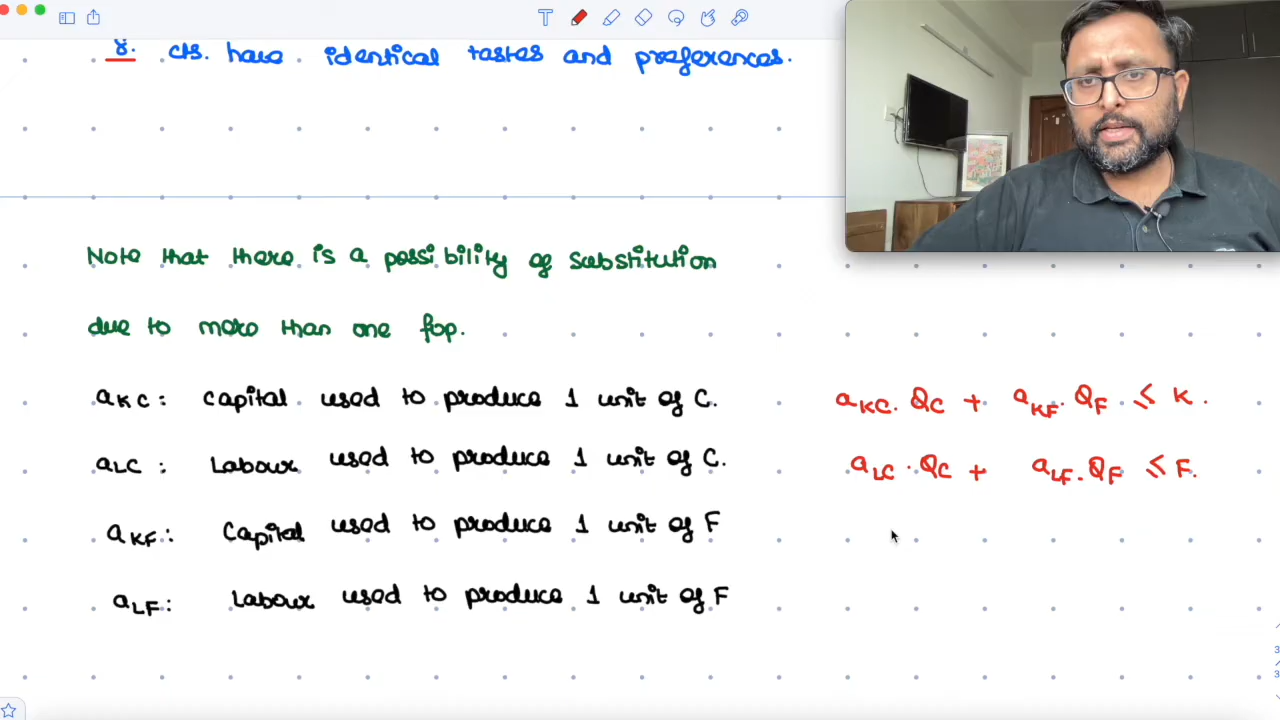 8. cts. have identical tastes and preferences.
Note that there is a possibility of substitution
due to more than one fop.
aKC: capital used to produce 1 unit of C.
aLC: Labour used to produce 1 unit of C.
aKF: Capital used to produce 1 unit of F
aLF: Labour used to produce 1 unit of F
aKC. QC + aKF. QF ≤ K.
aLC. QC + aLF. QF ≤ F.